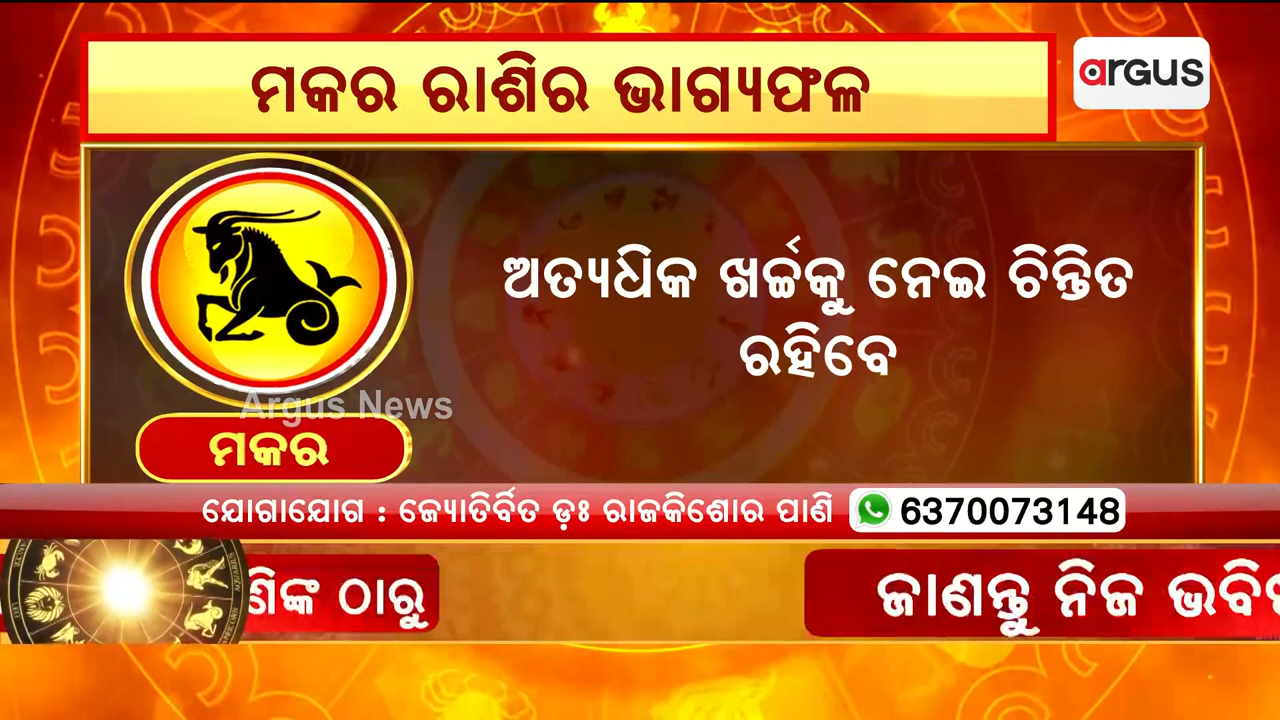 ମକର ରାଶିର ଭାଗ୍ୟଫଳ
argus
ଅତ୍ୟଧିକ ଖର୍ଚ୍ଚକୁ ନେଇ ଚିନ୍ତିତ
ରହିବେ
Argus News
ମକର
ଯୋଗାଯୋଗ : ଜ୍ୟୋତିର୍ବିତ ଡ଼ଃ ରାଜକିଶୋର ପାଣି 6370073148
ଠାରୁ ଜାଣନ୍ତୁ ନିଜ